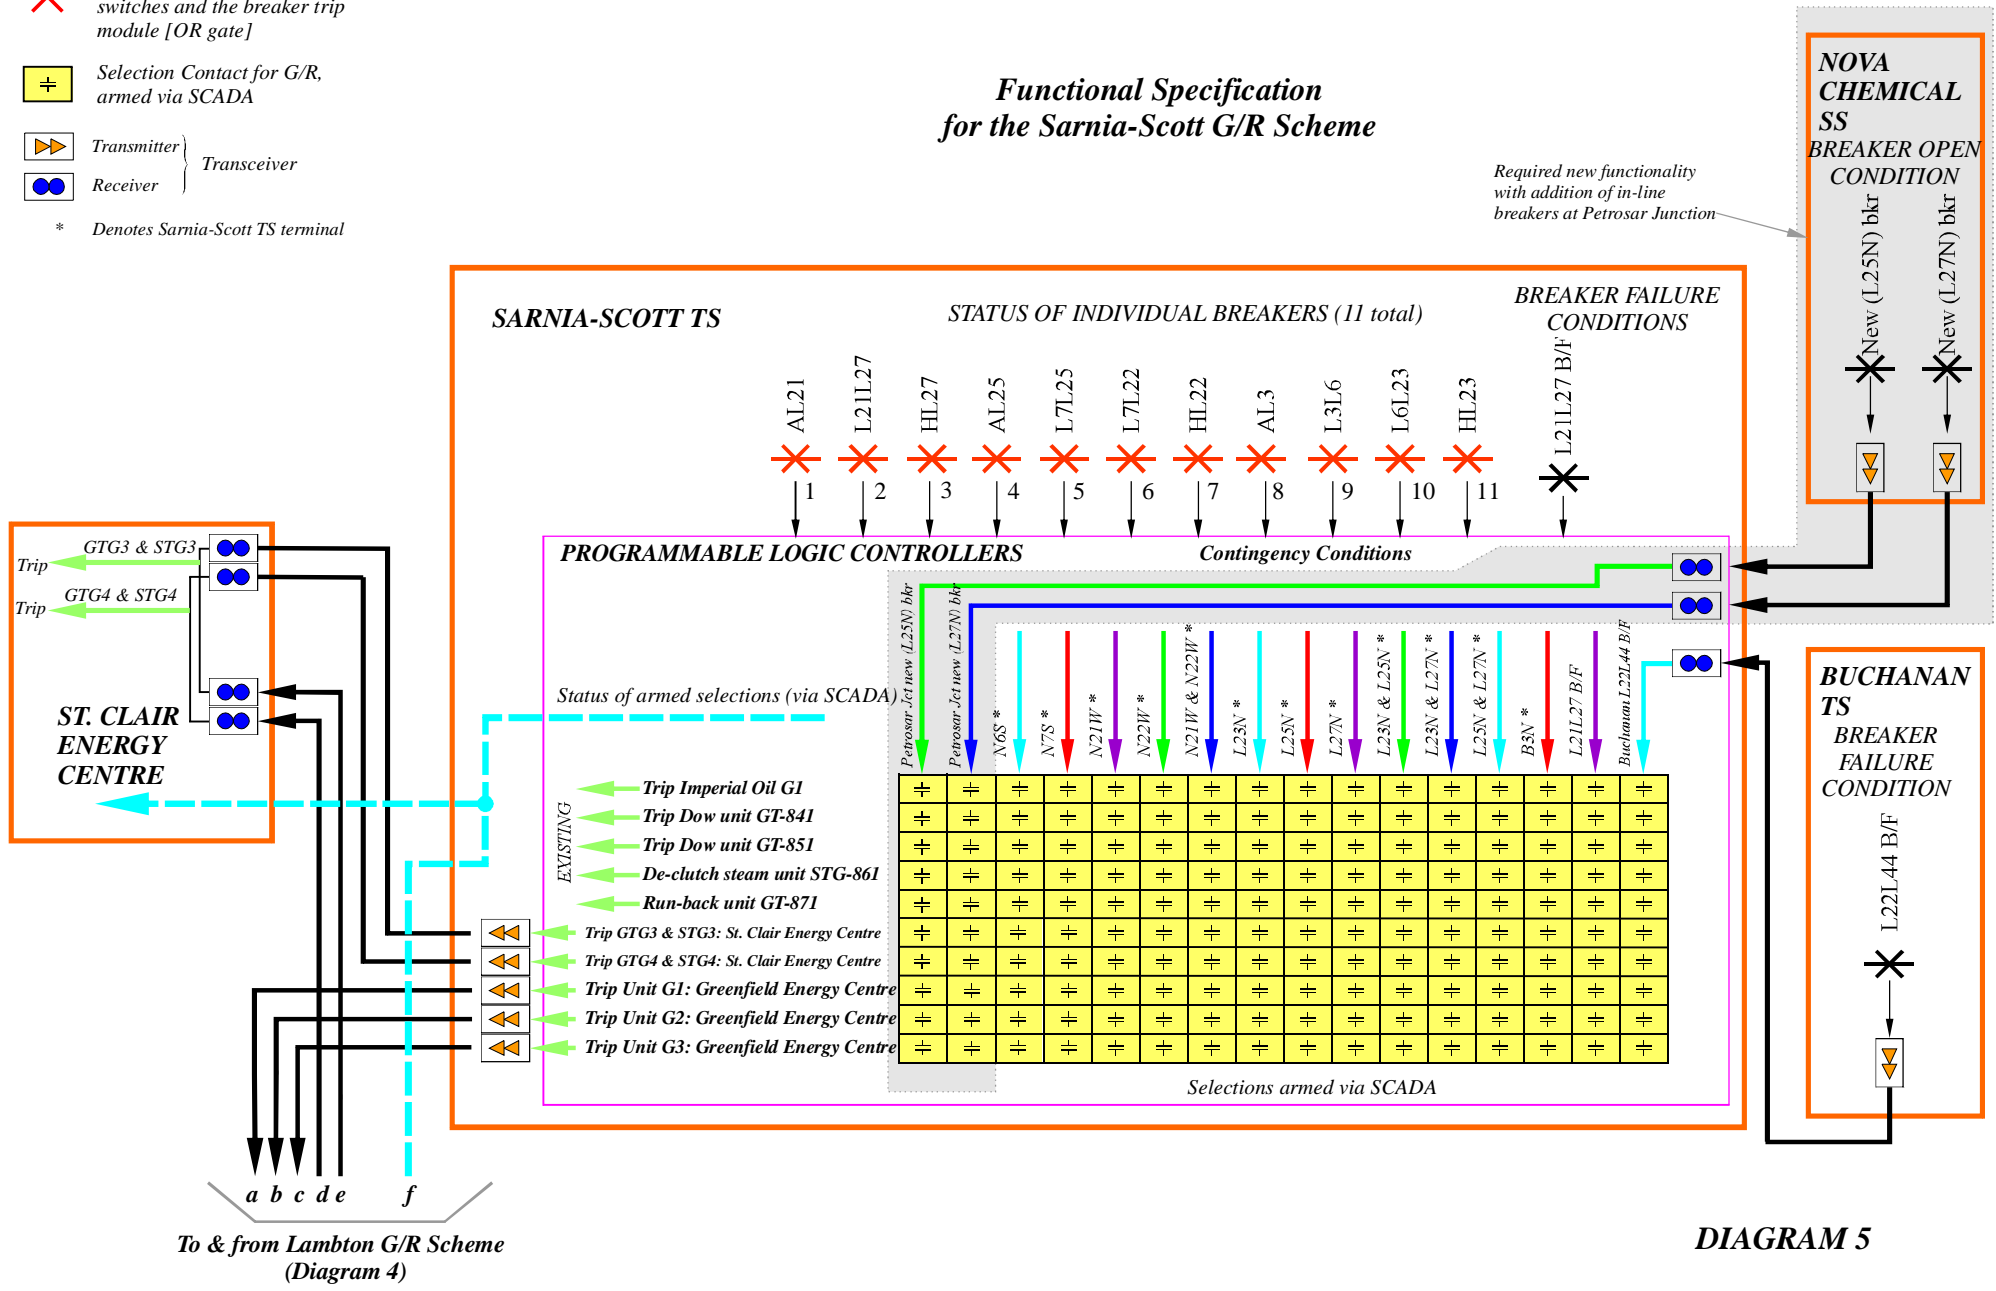 switches and the breaker trip
module [OR gate]
Selection Contact for G/R,
armed via SCADA
Transmitter
Transceiver
Receiver
* Denotes Sarnia-Scott TS terminal
Functional Specification
for the Sarnia-Scott G/R Scheme
Required new functionality
with addition of in-line
breakers at Petrosar Junction
NOVA
CHEMICAL
SS
BREAKER OPEN
CONDITION
New (L25N) bkr
New (L27N) bkr
SARNIA-SCOTT TS
STATUS OF INDIVIDUAL BREAKERS (11 total)
BREAKER FAILURE
CONDITIONS
AL21
L21L27
HL27
AL25
L7L25
L7L22
HL22
AL3
L3L6
L6L23
HL23
L21L27 B/F
1
2
3
4
5
6
7
8
9
10
11
PROGRAMMABLE LOGIC CONTROLLERS
Contingency Conditions
Petrosar Jct new (L25N) bkr
Petrosar Jct new (L27N) bkr
N6S *
N7S *
N21W *
N22W *
N21W & N22W *
L23N *
L25N *
L27N *
L23N & L25N *
L23N & L27N *
L25N & L27N *
B3N *
L21L27 B/F
Buchanan L22L44 B/F
Status of armed selections (via SCADA)
EXISTING
Trip Imperial Oil G1
Trip Dow unit GT-841
Trip Dow unit GT-851
De-clutch steam unit STG-861
Run-back unit GT-871
Trip GTG3 & STG3: St. Clair Energy Centre
Trip GTG4 & STG4: St. Clair Energy Centre
Trip Unit G1: Greenfield Energy Centre
Trip Unit G2: Greenfield Energy Centre
Trip Unit G3: Greenfield Energy Centre
Selections armed via SCADA
GTG3 & STG3
Trip
GTG4 & STG4
Trip
ST. CLAIR
ENERGY
CENTRE
BUCHANAN
TS
BREAKER
FAILURE
CONDITION
L22L44 B/F
a b c d e f
To & from Lambton G/R Scheme
(Diagram 4)
DIAGRAM 5